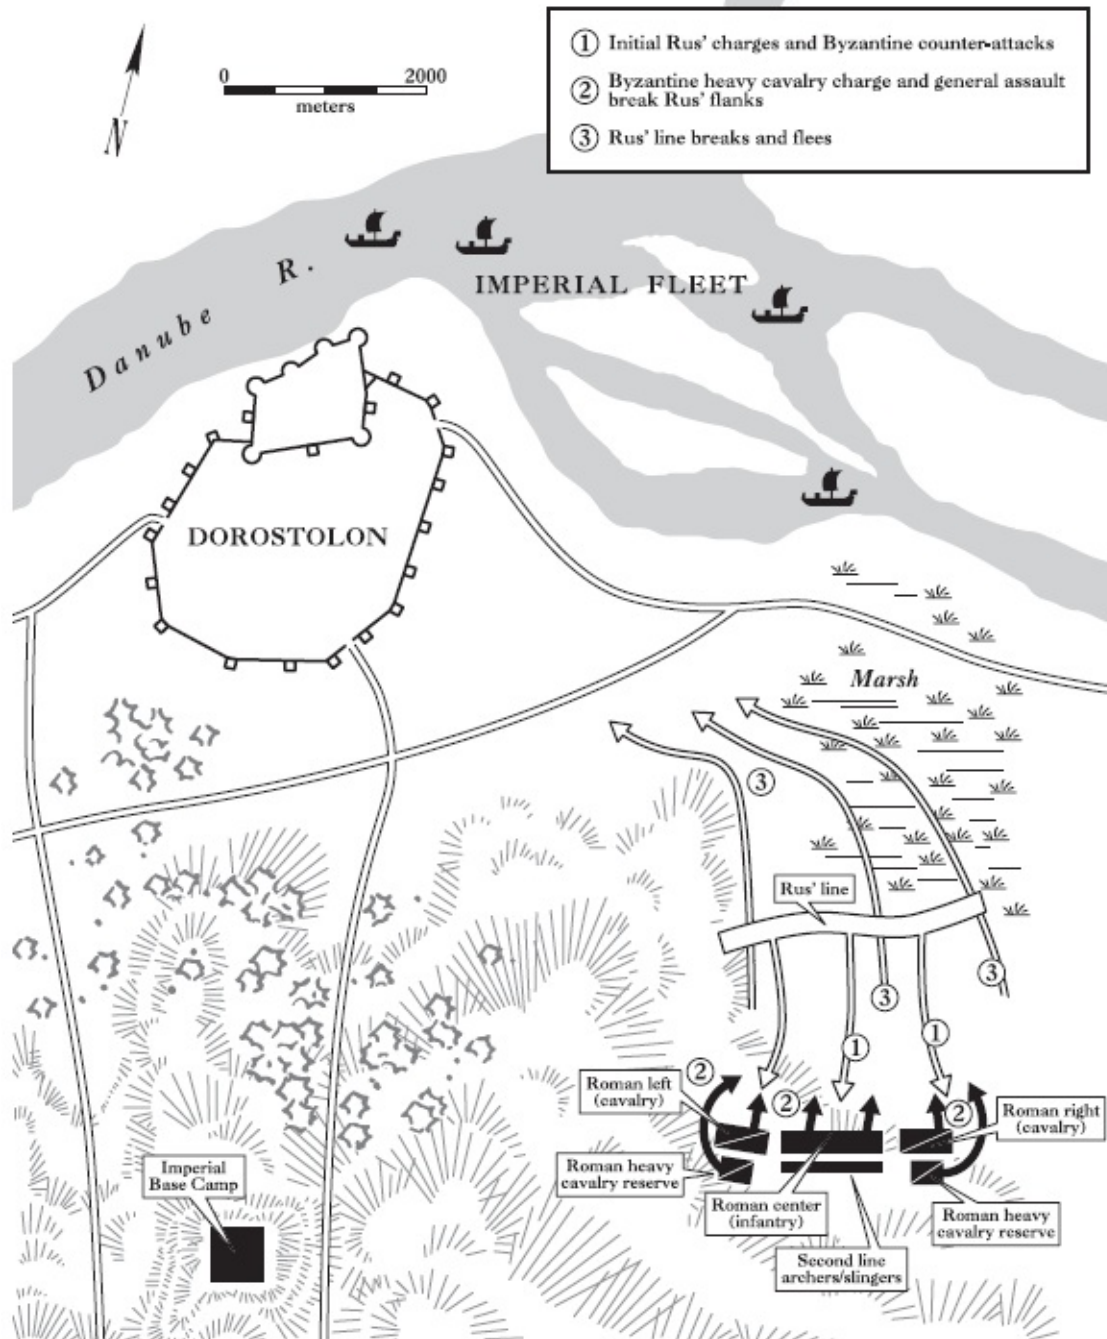 ① Initial Rus' charges and Byzantine counter-attacks
② Byzantine heavy cavalry charge and general assault
break Rus' flanks
③ Rus' line breaks and flees
0 2000
meters
N
Danube R.
IMPERIAL FLEET
DOROSTOLON
Marsh
③
Rus' line
③
③
①
①
②
②
②
Roman left
(cavalry)
Roman right
(cavalry)
Roman heavy
cavalry reserve
Imperial
Base Camp
Roman center
(infantry)
Roman heavy
cavalry reserve
Second line
archers/slingers